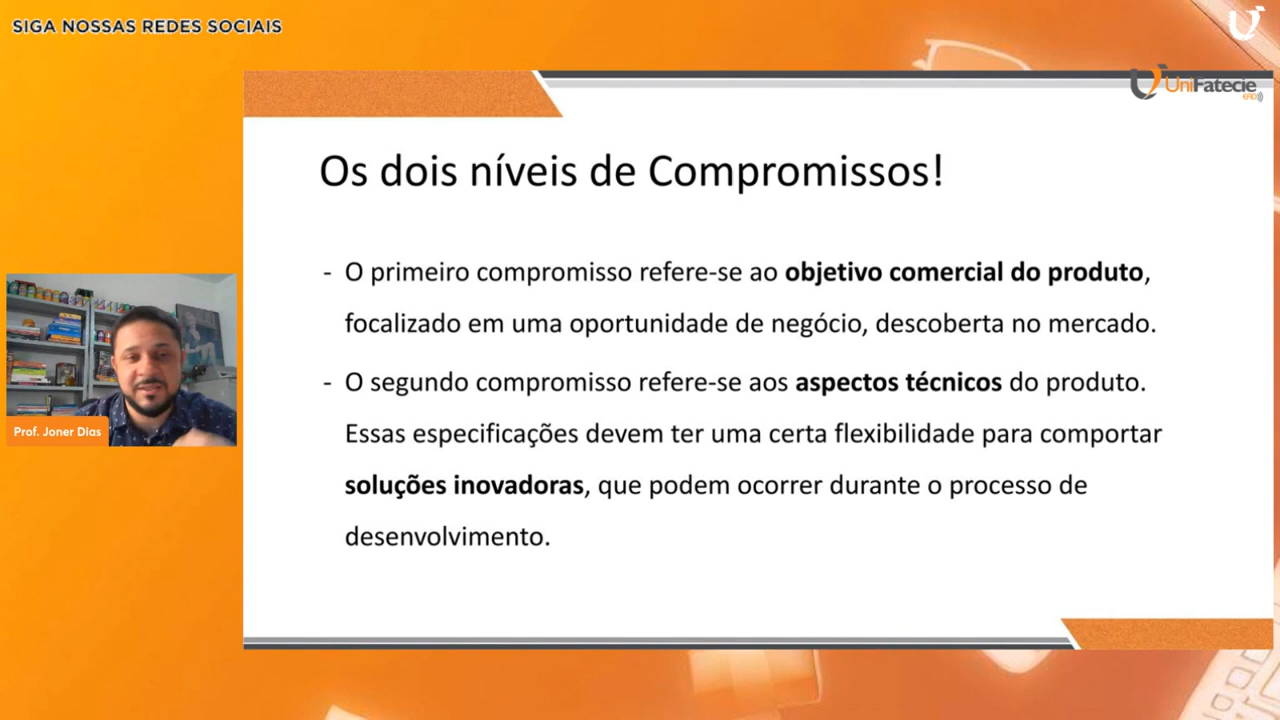 SIGA NOSSAS REDES SOCIAIS
UniFatecie
EAD
Os dois níveis de Compromissos!
- O primeiro compromisso refere-se ao objetivo comercial do produto,
focalizado em uma oportunidade de negócio, descoberta no mercado.
- O segundo compromisso refere-se aos aspectos técnicos do produto.
Essas especificações devem ter uma certa flexibilidade para comportar
soluções inovadoras, que podem ocorrer durante o processo de
desenvolvimento.
Prof. Joner Dias